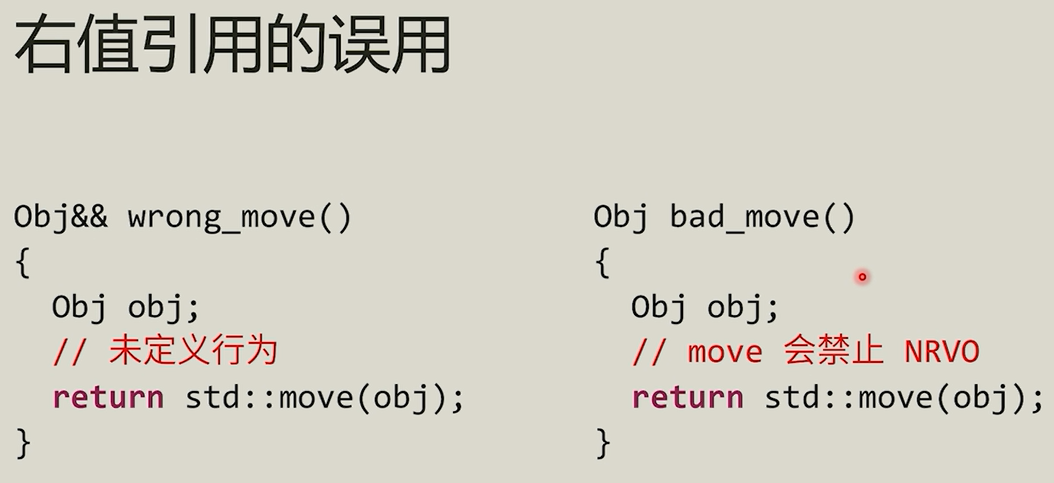 右值引用的误用
Obj&& wrong_move()
{
  Obj obj;
  // 未定义行为
  return std::move(obj);
}
Obj bad_move()
{
  Obj obj;
  // move 会禁止 NRVO
  return std::move(obj);
}